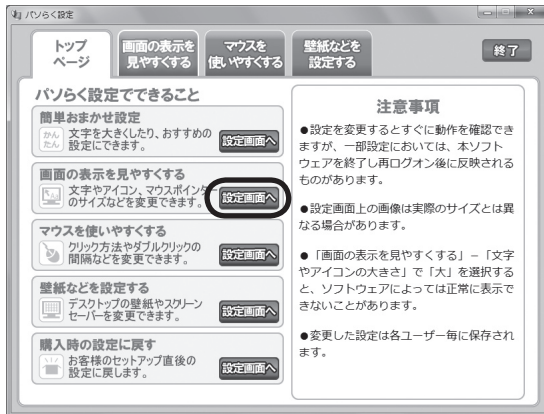 パソらく設定
トップ
ページ
画面の表示を
見やすくする
マウスを
使いやすくする
壁紙などを
設定する
終了
パソらく設定でできること
簡単おまかせ設定
かん
たん
文字を大きくしたり、おすすめの
設定にできます。
設定画面へ
画面の表示を見やすくする
文字やアイコン、マウスポインター
のサイズなどを変更できます。
設定画面へ
マウスを使いやすくする
クリック方法やダブルクリックの
間隔などを変更できます。
設定画面へ
壁紙などを設定する
デスクトップの壁紙やスクリーン
セーバーを変更できます。
設定画面へ
購入時の設定に戻す
お客様のセットアップ直後の
設定に戻します。
設定画面へ
注意事項
●設定を変更するとすぐに動作を確認でき
ますが、一部設定においては、本ソフト
ウェアを終了し再ログオン後に反映される
ものがあります。
●設定画面上の画像は実際のサイズとは異
なる場合があります。
●「画面の表示を見やすくする」－「文字
やアイコンの大きさ」で「大」を選択する
と、ソフトウェアによっては正常に表示で
きないことがあります。
●変更した設定は各ユーザー毎に保存され
ます。